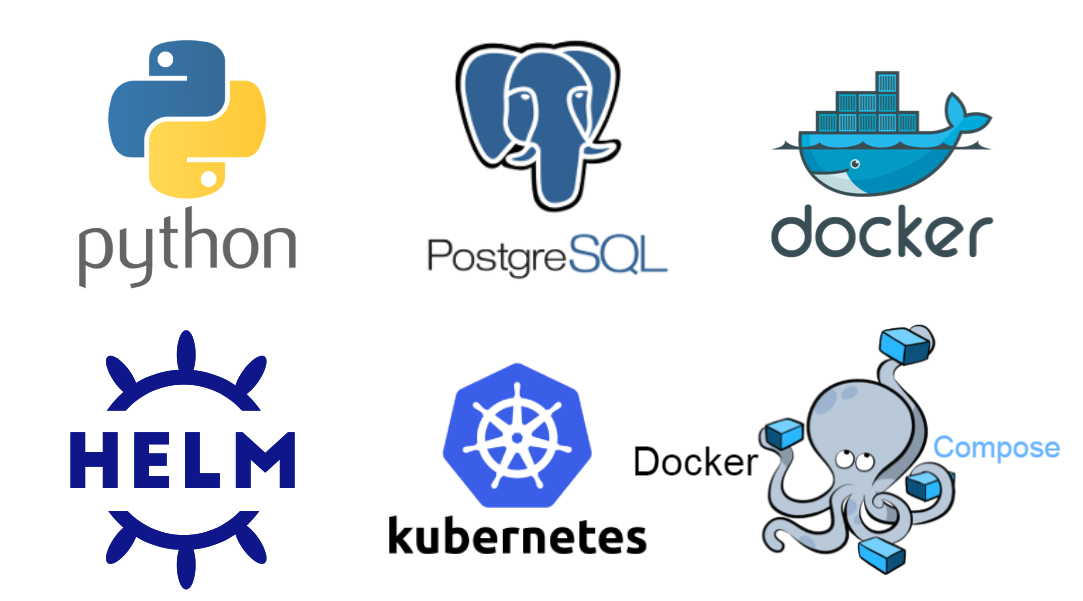 python
PostgreSQL
docker
HELM
kubernetes
Docker
Compose